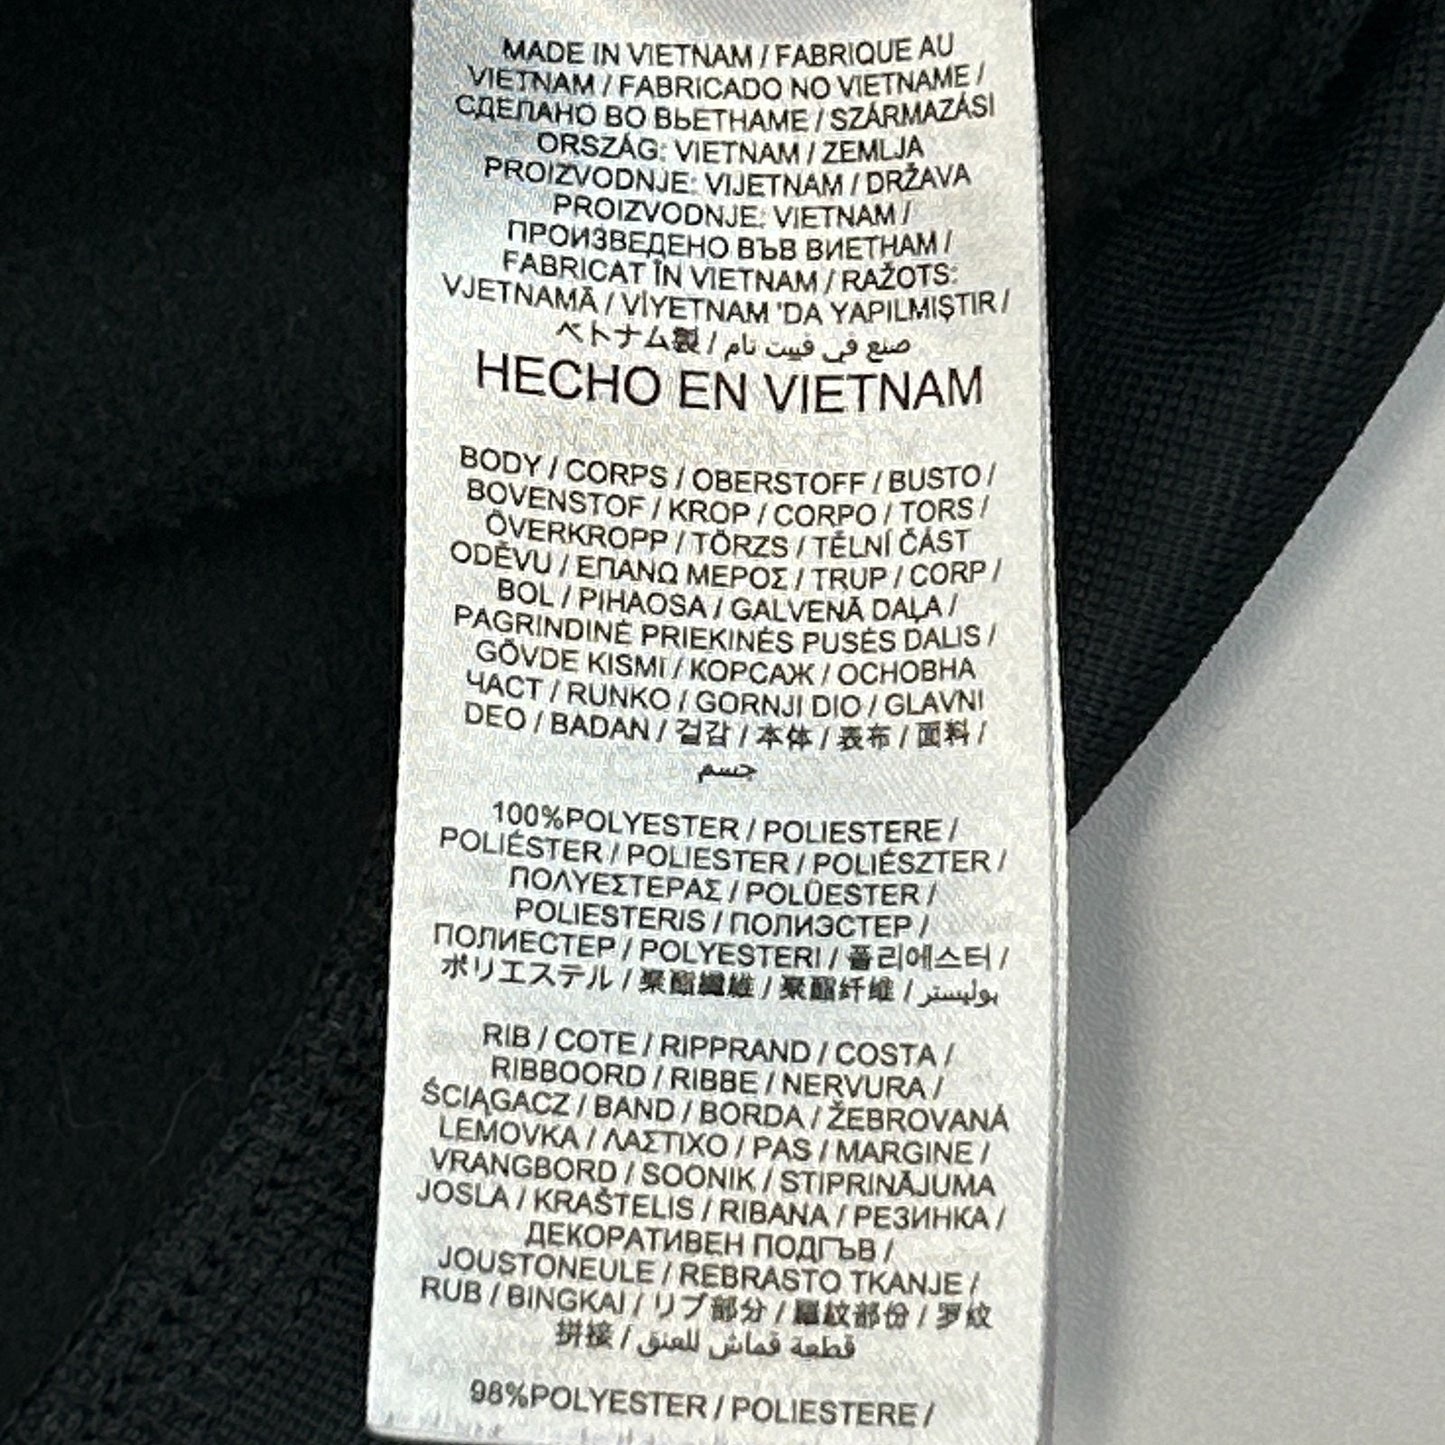 MADE IN VIETNAM / FABRIQUE AU
VIETNAM / FABRICADO NO VIETNAME /
СДЕЛАНО ВО ВЬЕТНАМЕ / SZÁRMAZÁSI
ORSZÁG: VIETNAM / ZEMLJA
PROIZVODNJE: VIJETNAM / DRŽAVA
PROIZVODNJE: VIETNAM /
ПРОИЗВЕДЕНО ВЪВ ВИЕТНАМ /
FABRICAT ÎN VIETNAM / RAŽOTS:
VJETNAMĀ / VİYETNAM 'DA YAPILMIŞTIR /
ベトナム製 / صنع في فييت نام
HECHO EN VIETNAM
BODY / CORPS / OBERSTOFF / BUSTO /
BOVENSTOF / KROP / CORPO / TORS /
ÖVERKROPP / TÖRZS / TĚLNÍ ČÁST
ODĚVU / ΕΠΑΝΩ ΜΕΡΟΣ / TRUP / CORP /
BOL / PIHAOSA / GALVENĀ DAĻA /
PAGRINDINĖ PRIEKINĖS PUSĖS DALIS /
GÖVDE KISMI / КОРСАЖ / ОСНОВНА
ЧАСТ / RUNKO / GORNJI DIO / GLAVNI
DEO / BADAN / 겉감 / 本体 / 表布 / 面料 /
جسم
100%POLYESTER / POLIESTERE /
POLIÉSTER / POLIESTER / POLIÉSZTER /
ΠΟΛΥΕΣΤΕΡΑΣ / POLÜESTER /
POLIESTERIS / ПОЛИЭСТЕР /
ПОЛИЕСТЕР / POLYESTERI / 폴리에스터 /
ポリエステル / 聚酯纖維 / 聚酯纤维 / بوليستر
RIB / COTE / RIPPRAND / COSTA /
RIBBOORD / RIBBE / NERVURA /
ŚCIĄGACZ / BAND / BORDA / ŽEBROVANÁ
LEMOVKA / ΛΑΣΤΙΧΟ / PAS / MARGINE /
VRANGBORD / SOONIK / STIPRINĀJUMA
JOSLA / KRAŠTELIS / RIBANA / РЕЗИНКА /
ДЕКОРАТИВЕН ПОДГЪВ /
JOUSTONEULE / REBRASTO TKANJE /
RUB / BINGKAI / リブ部分 / 羅紋部份 / 罗纹
拼接 / قطعة قماش للعنق
98%POLYESTER / POLIESTERE /